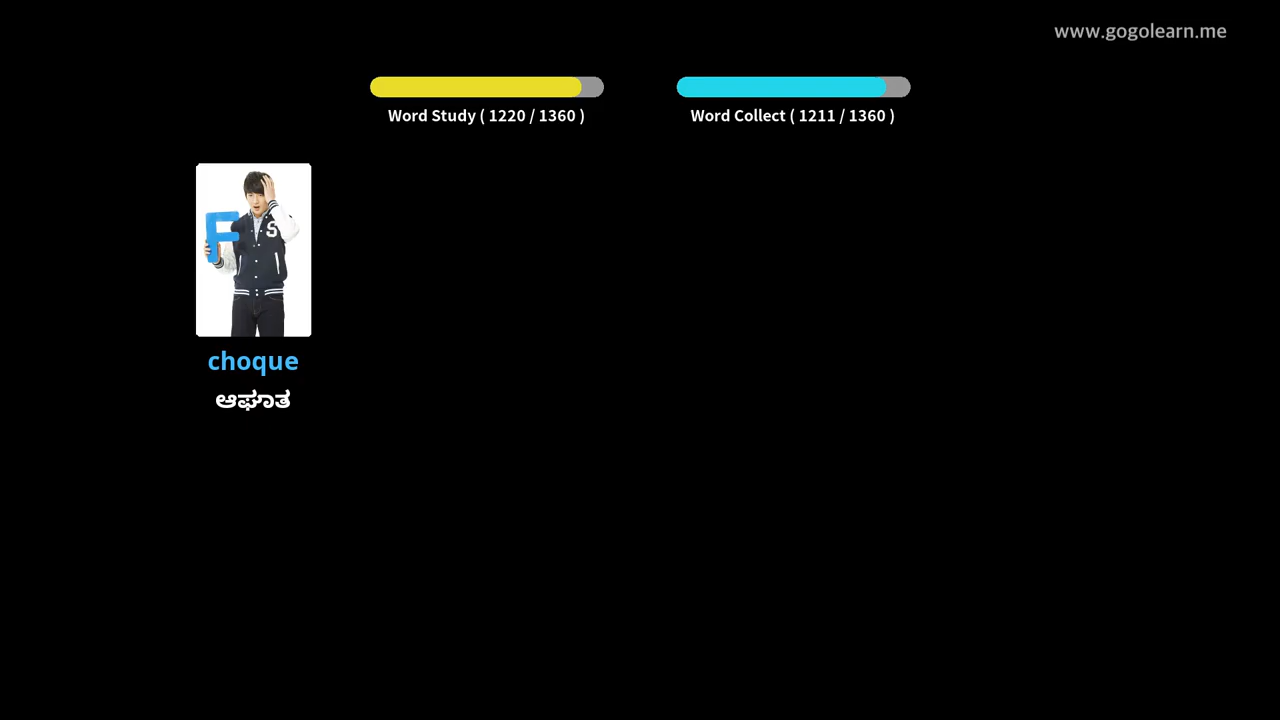 www.gogolearn.me
Word Study ( 1220 / 1360 )
Word Collect ( 1211 / 1360 )
F
S
choque
ಆಘಾತ